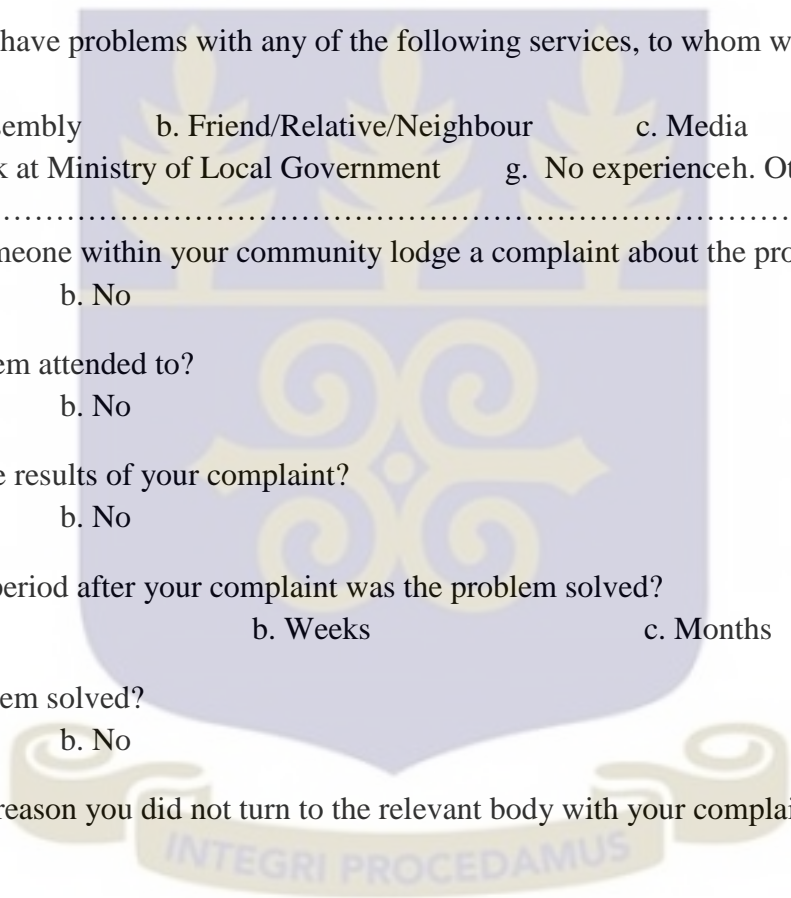 have problems with any of the following services, to whom w
embly b. Friend/Relative/Neighbour c. Media
k at Ministry of Local Government g. No experienceh. Ot
……………………………………………………………………
meone within your community lodge a complaint about the pro
b. No
em attended to?
b. No
e results of your complaint?
b. No
period after your complaint was the problem solved?
b. Weeks c. Months
em solved?
b. No
reason you did not turn to the relevant body with your complai
INTEGRI PROCEDAMUS